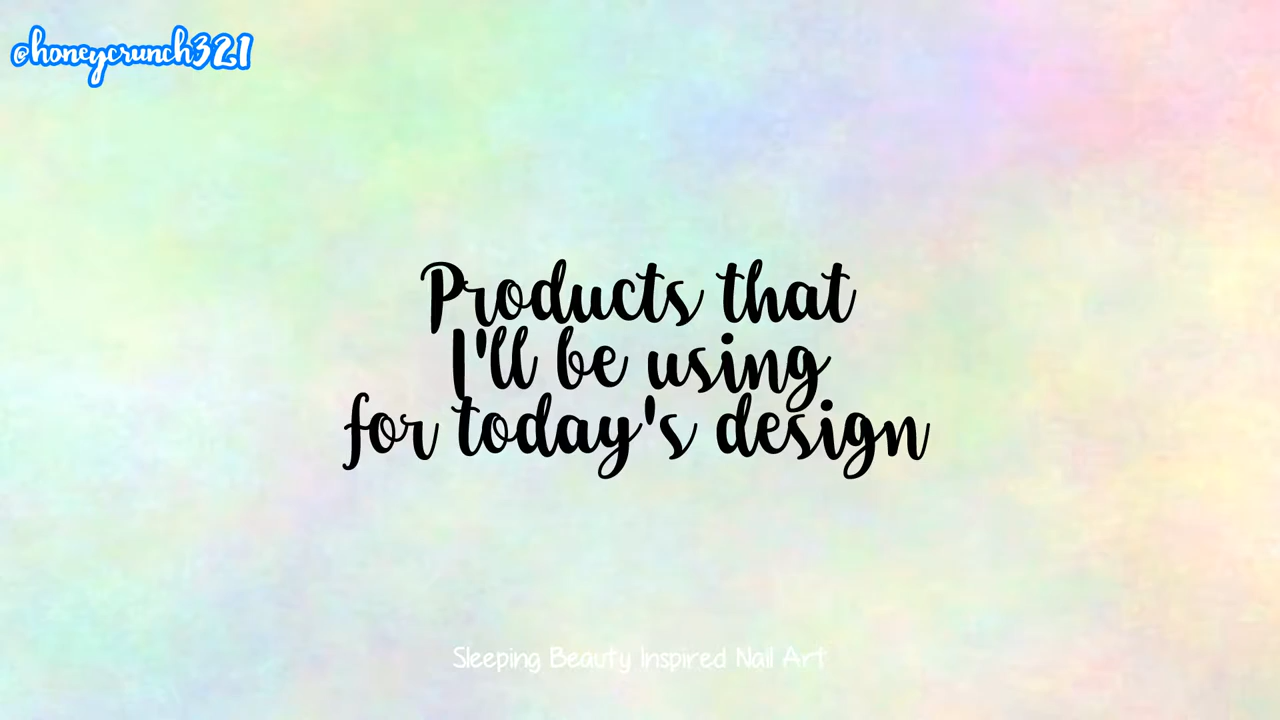 @honeycrunch321
Products that
I'll be using
for today's design
Sleeping Beauty Inspired Nail Art